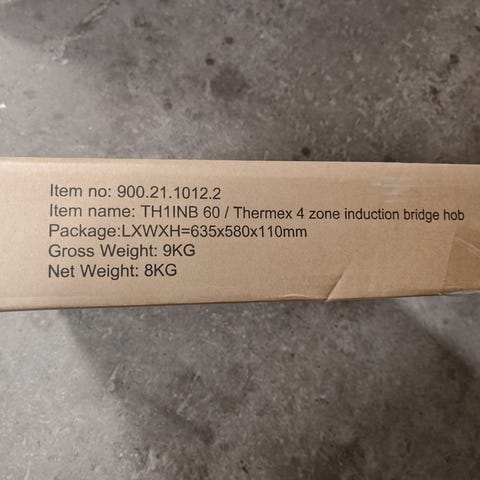 Item no: 900.21.1012.2
Item name: TH1INB 60 / Thermex 4 zone induction bridge hob
Package:LXWXH=635x580x110mm
Gross Weight: 9KG
Net Weight: 8KG